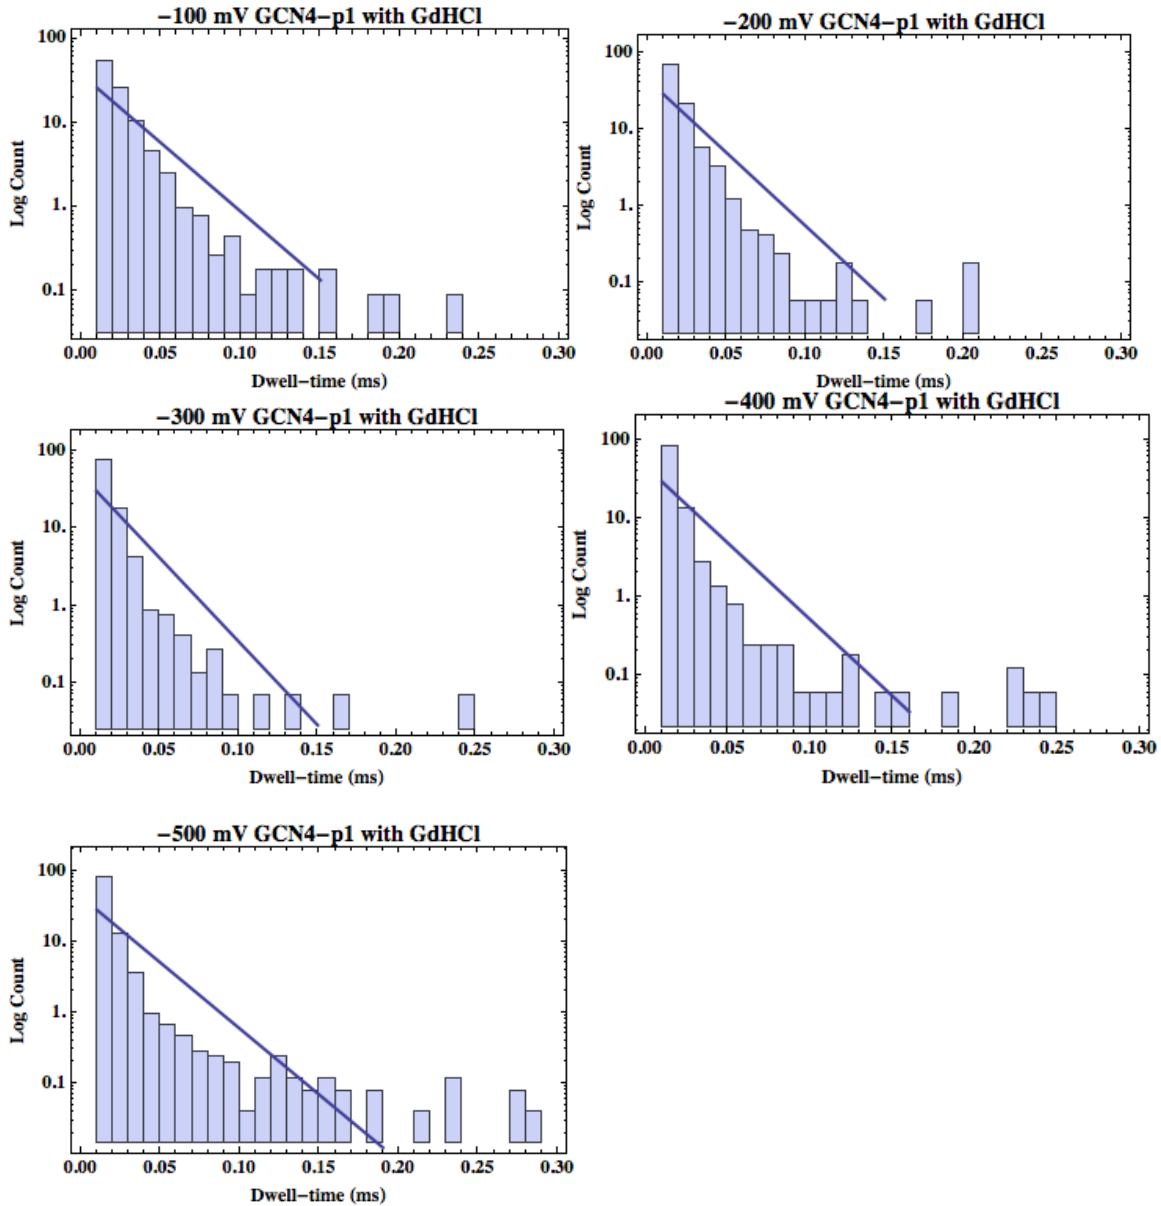 -100 mV GCN4-p1 with GdHCl
100
10.
1.
0.1
Log Count
0.00 0.05 0.10 0.15 0.20 0.25 0.30
Dwell-time (ms)
-200 mV GCN4-p1 with GdHCl
100
10.
1.
0.1
Log Count
0.00 0.05 0.10 0.15 0.20 0.25 0.30
Dwell-time (ms)
-300 mV GCN4-p1 with GdHCl
100
10.
1.
0.1
Log Count
0.00 0.05 0.10 0.15 0.20 0.25 0.30
Dwell-time (ms)
-400 mV GCN4-p1 with GdHCl
100
10.
1.
0.1
Log Count
0.00 0.05 0.10 0.15 0.20 0.25 0.30
Dwell-time (ms)
-500 mV GCN4-p1 with GdHCl
100
10.
1.
0.1
Log Count
0.00 0.05 0.10 0.15 0.20 0.25 0.30
Dwell-time (ms)